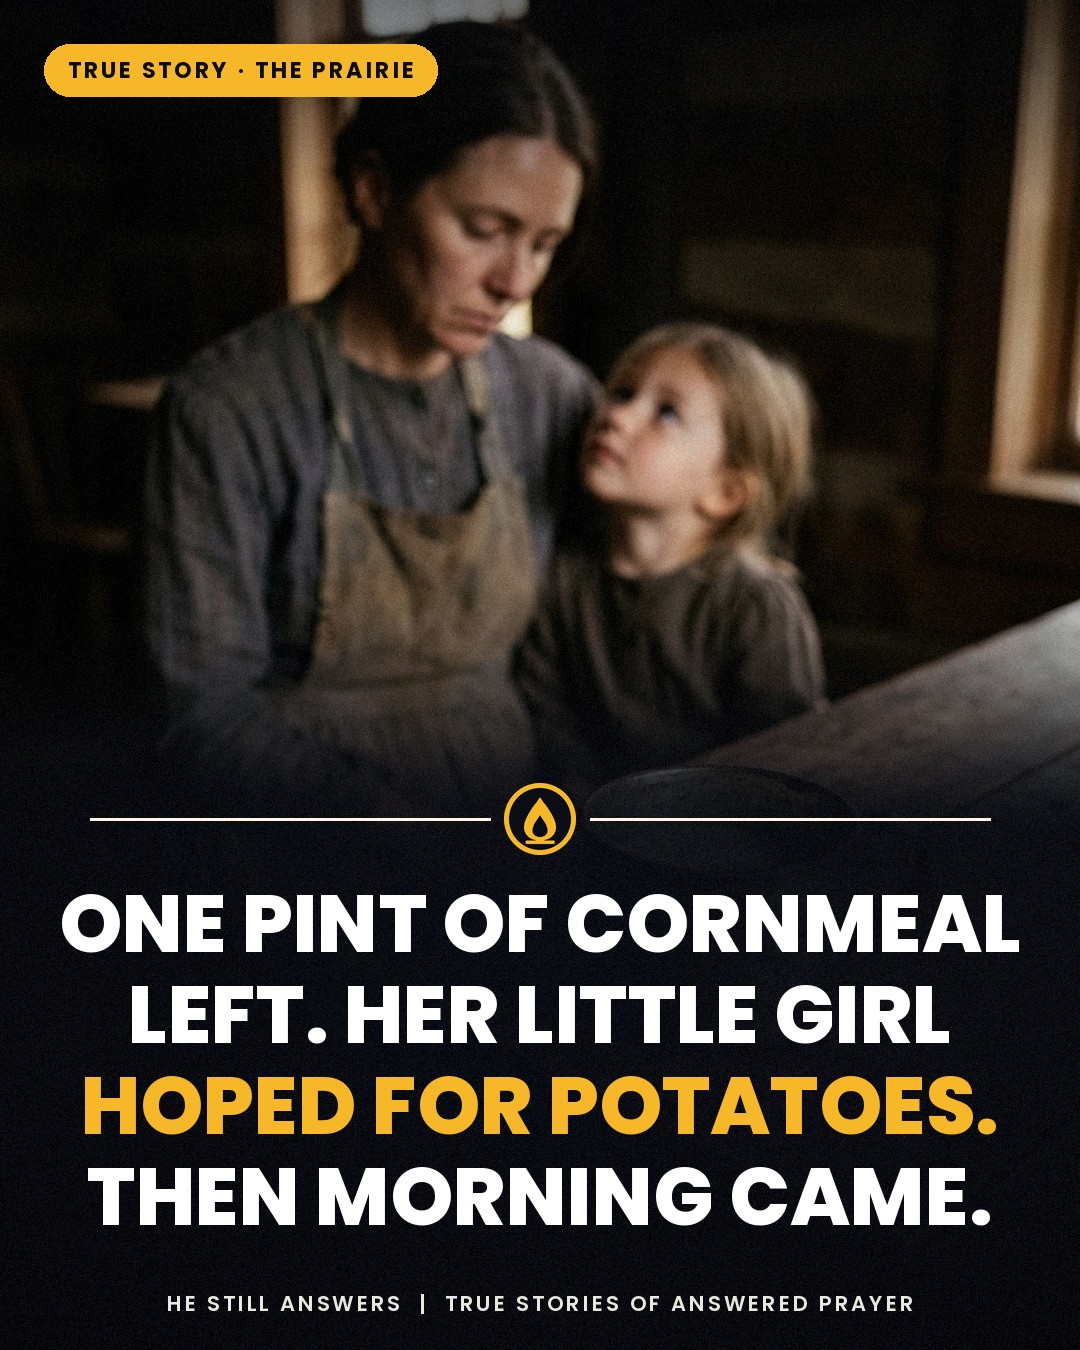 TRUE STORY · THE PRAIRIE
ONE PINT OF CORNMEAL
LEFT. HER LITTLE GIRL
HOPED FOR POTATOES.
THEN MORNING CAME.
HE STILL ANSWERS | TRUE STORIES OF ANSWERED PRAYER